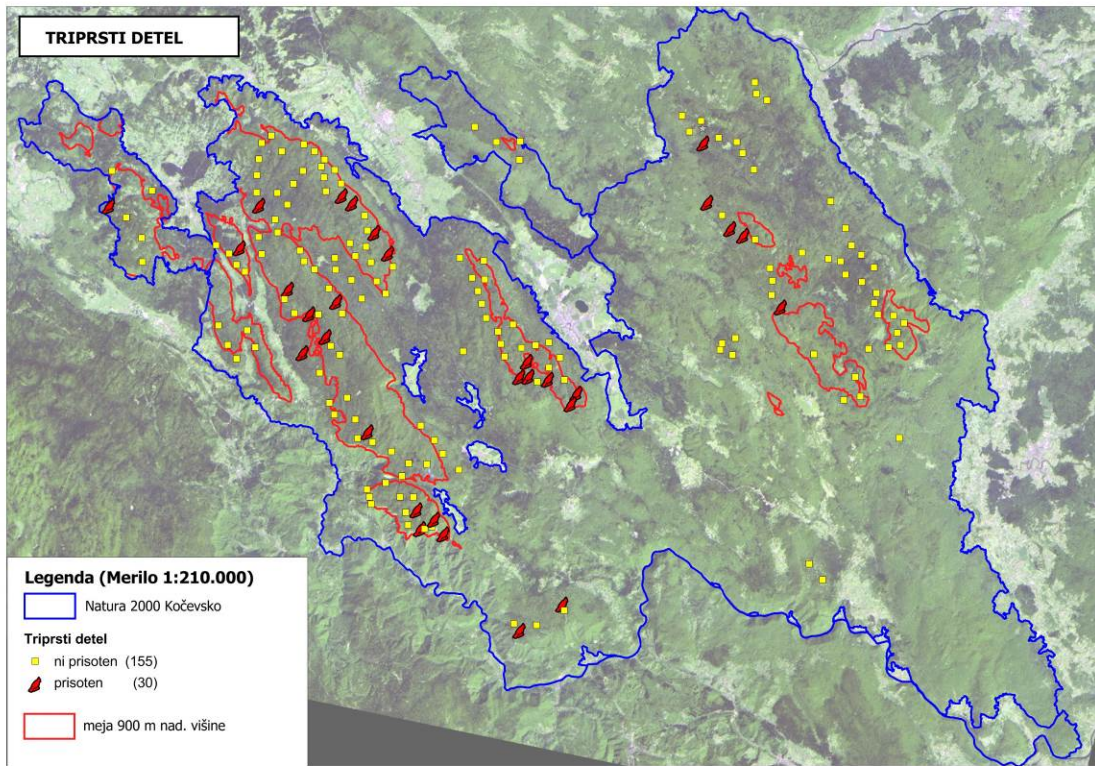 TRIPRSTI DETEL
Legenda (Merilo 1:210.000)
Natura 2000 Kočevsko
Triprsti detel
ni prisoten (155)
prisoten (30)
meja 900 m nad. višine